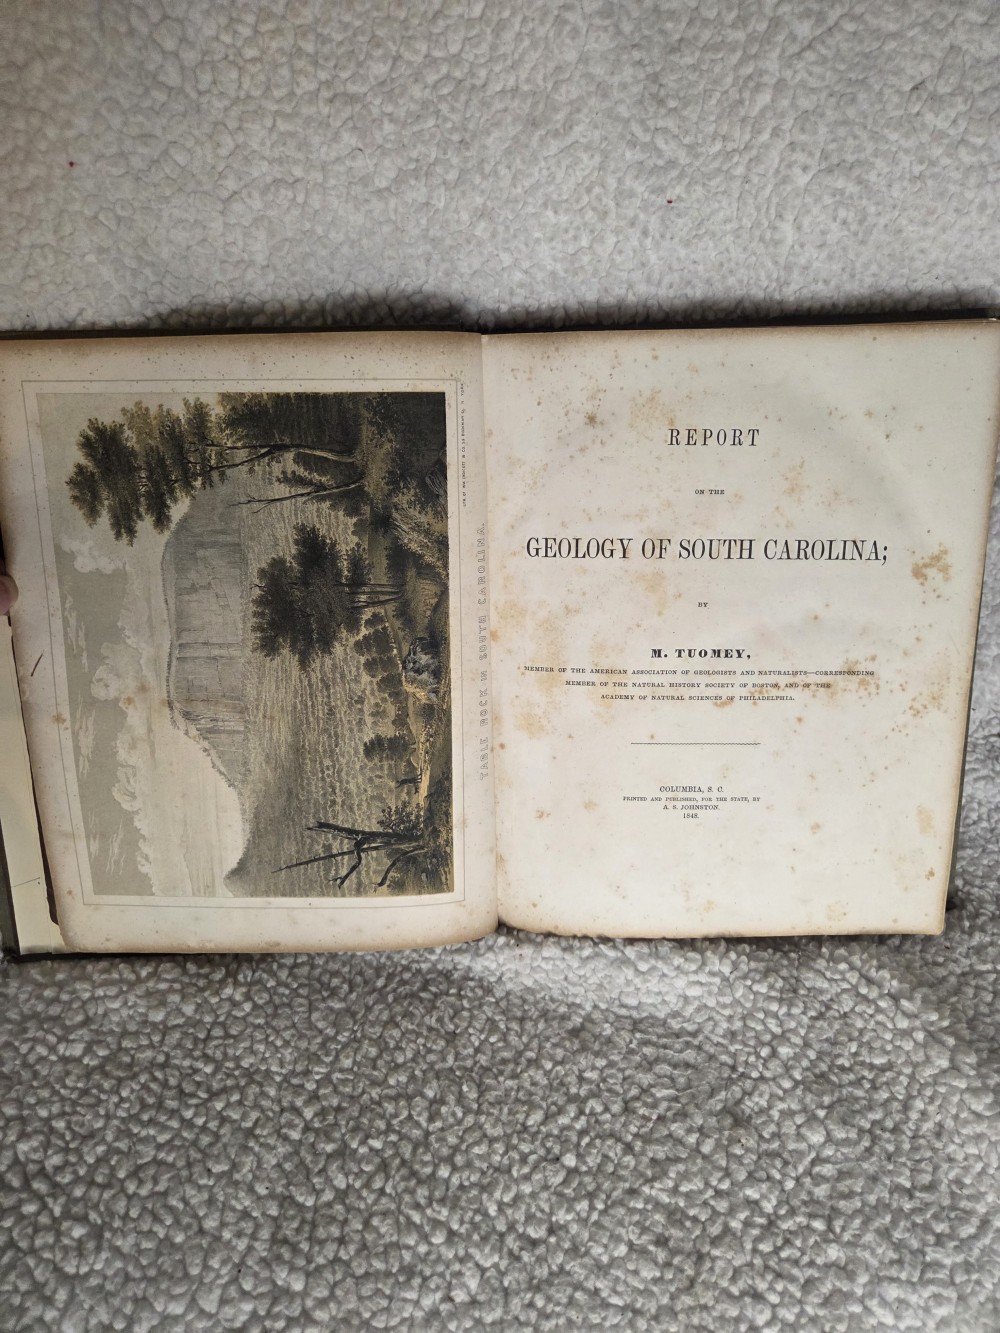 TABLE ROCK IN SOUTH CAROLINA.
REPORT
ON THE
GEOLOGY OF SOUTH CAROLINA;
BY
M. TUOMEY,
MEMBER OF THE AMERICAN ASSOCIATION OF GEOLOGISTS AND NATURALISTS—CORRESPONDING
MEMBER OF THE NATURAL HISTORY SOCIETY OF BOSTON, AND OF THE
ACADEMY OF NATURAL SCIENCES OF PHILADELPHIA.
COLUMBIA, S. C.
PRINTED AND PUBLISHED, FOR THE STATE, BY
A. S. JOHNSTON.
1848.